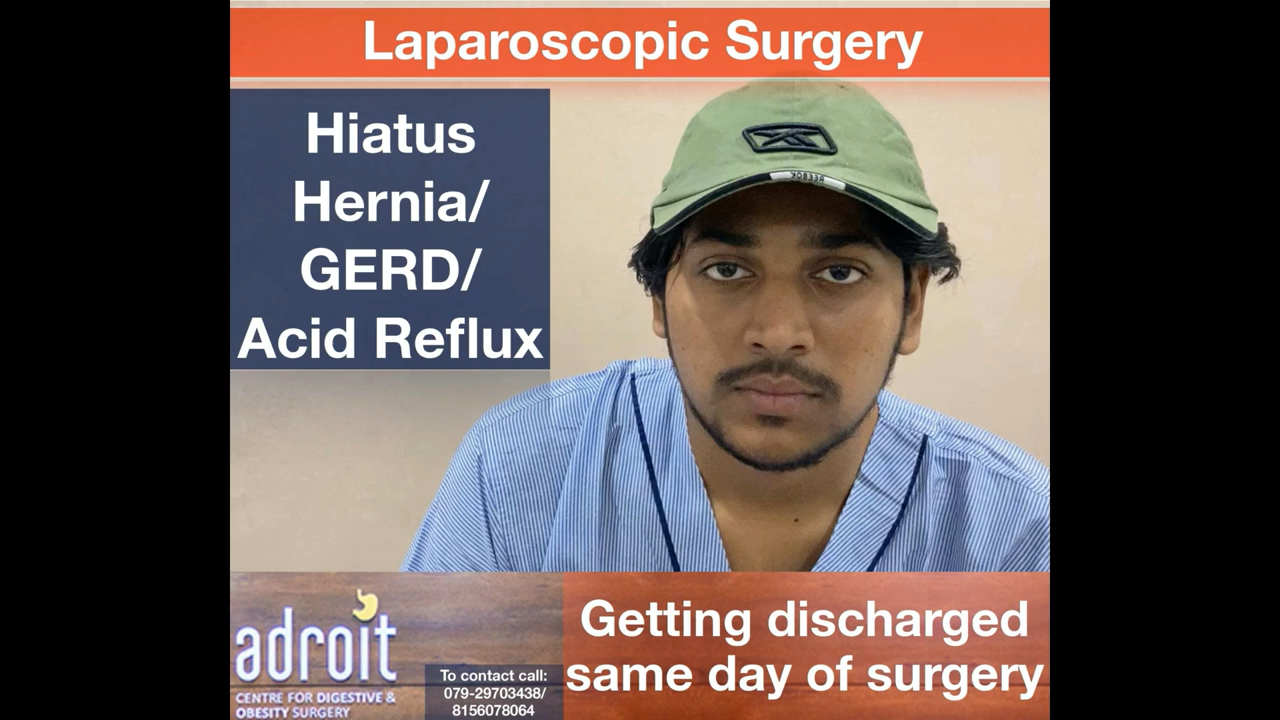 Laparoscopic Surgery
Hiatus
Hernia/
GERD/
Acid Reflux
REEBOK
adroit
CENTRE FOR DIGESTIVE &
OBESITY SURGERY
To contact call:
079-29703438/
8156078064
Getting discharged
same day of surgery